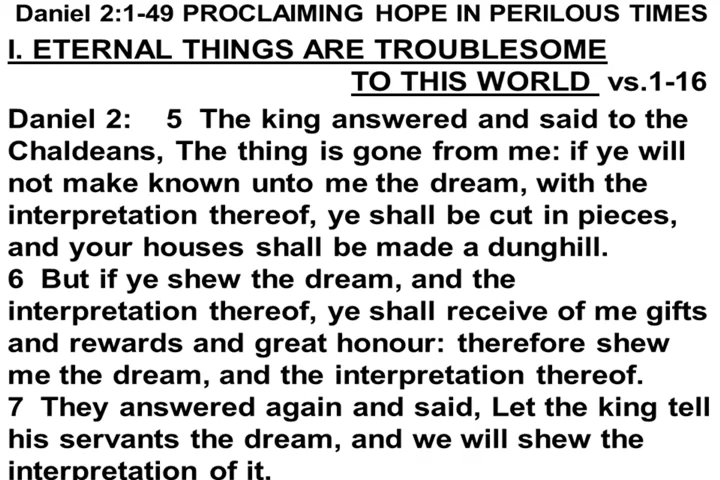 Daniel 2:1-49 PROCLAIMING HOPE IN PERILOUS TIMES
I. ETERNAL THINGS ARE TROUBLESOME
TO THIS WORLD vs.1-16
Daniel 2: 5 The king answered and said to the
Chaldeans, The thing is gone from me: if ye will
not make known unto me the dream, with the
interpretation thereof, ye shall be cut in pieces,
and your houses shall be made a dunghill.
6 But if ye shew the dream, and the
interpretation thereof, ye shall receive of me gifts
and rewards and great honour: therefore shew
me the dream, and the interpretation thereof.
7 They answered again and said, Let the king tell
his servants the dream, and we will shew the
interpretation of it.